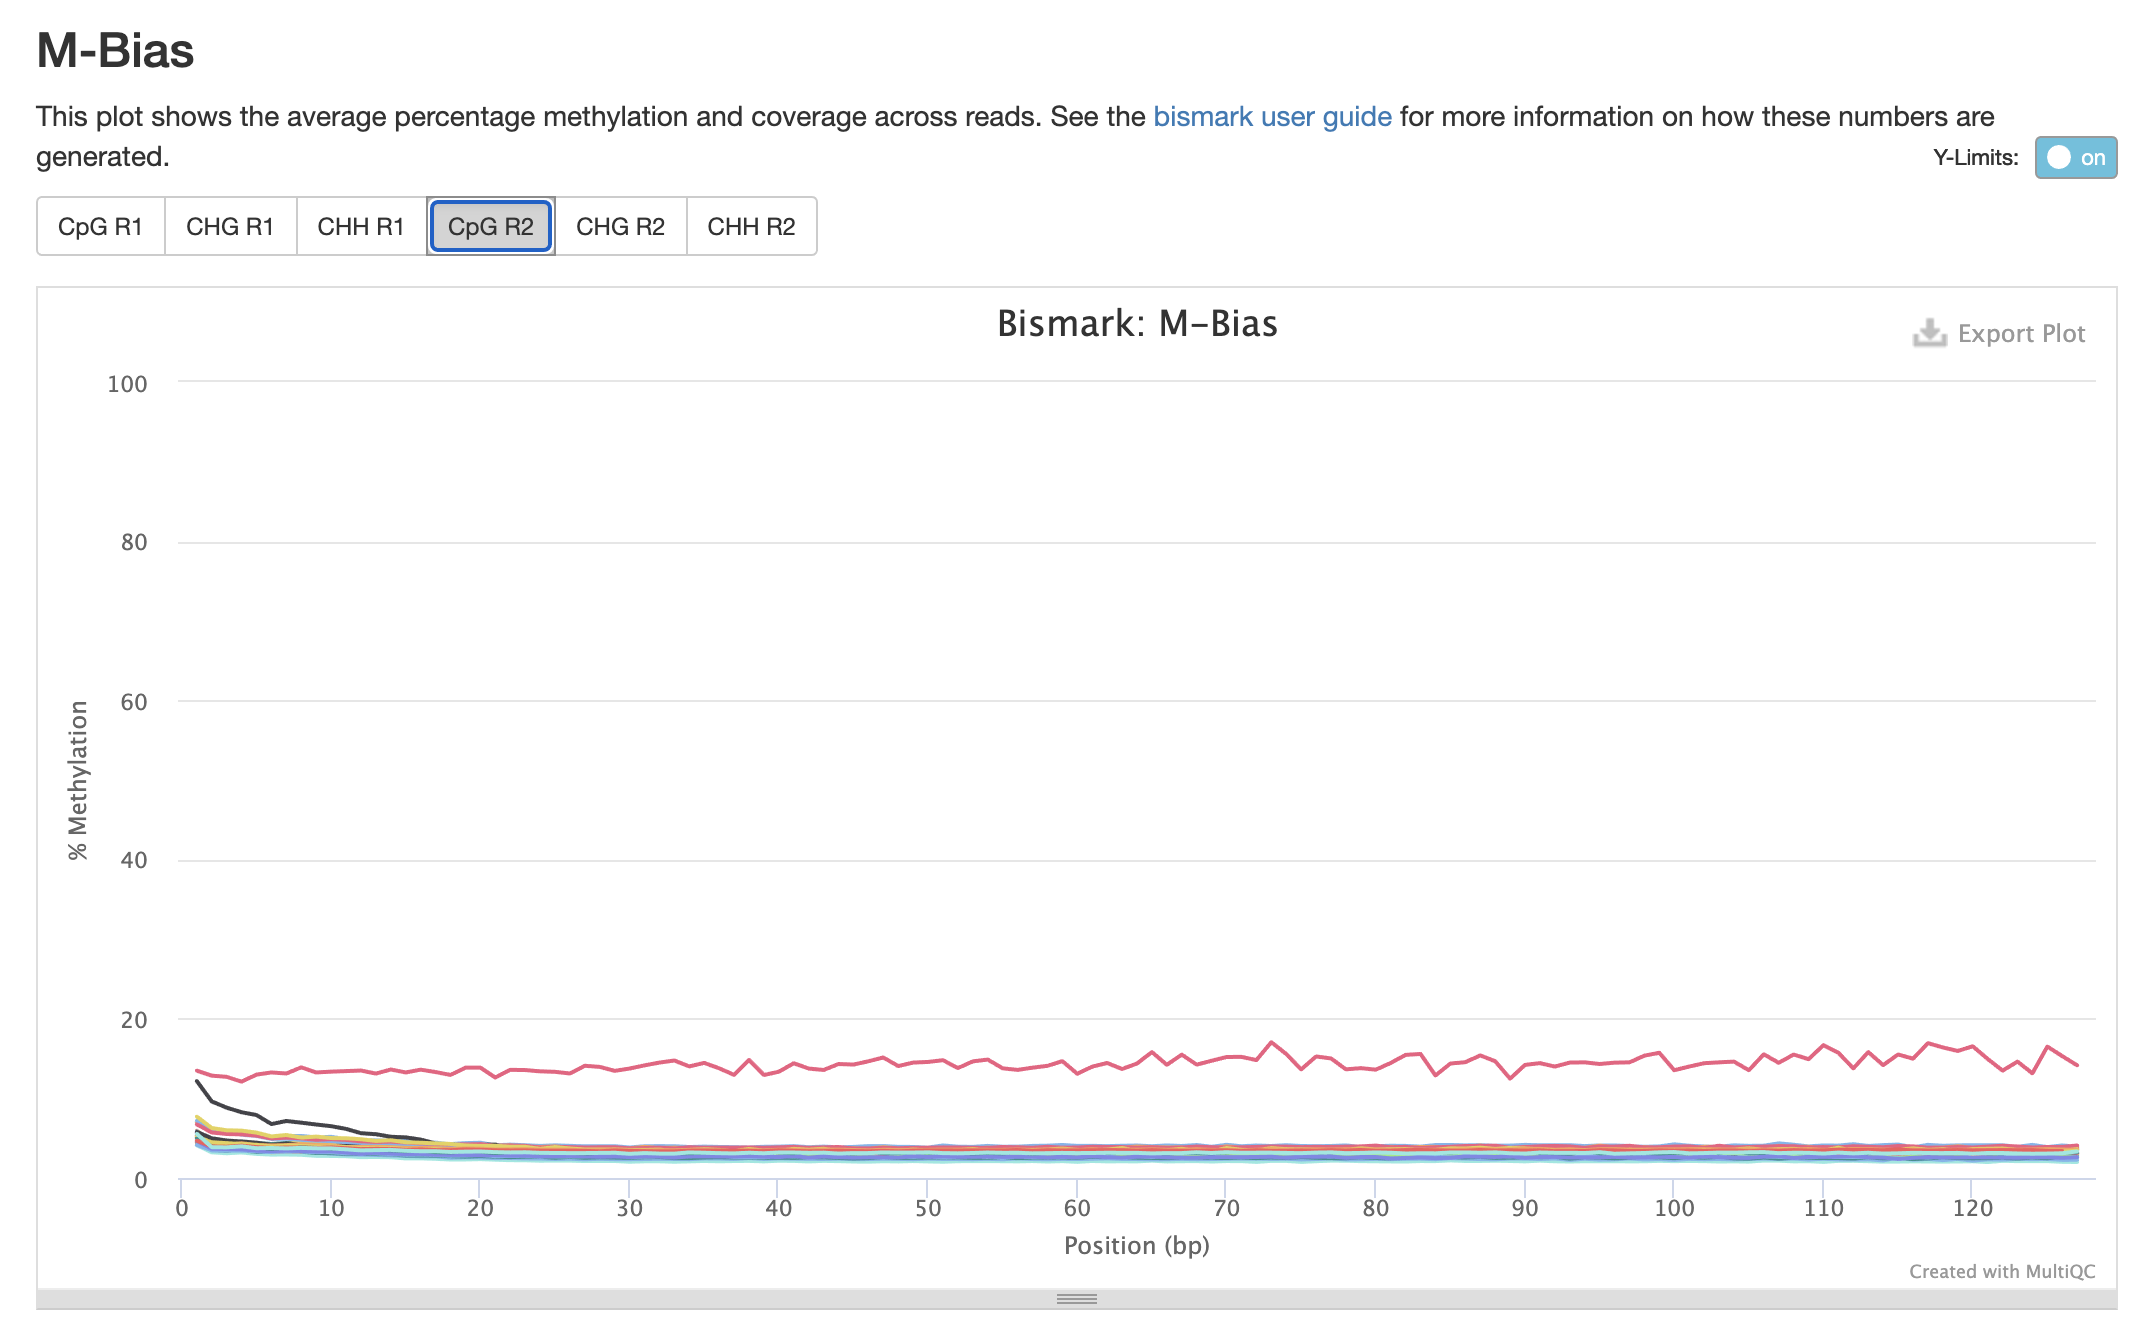 M-Bias
This plot shows the average percentage methylation and coverage across reads. See the bismark user guide for more information on how these numbers are
generated.
Y-Limits: on
CpG R1 CHG R1 CHH R1 CpG R2 CHG R2 CHH R2
Bismark: M-Bias
Export Plot
100
80
60
40
20
0
% Methylation
0 10 20 30 40 50 60 70 80 90 100 110 120
Position (bp)
Created with MultiQC